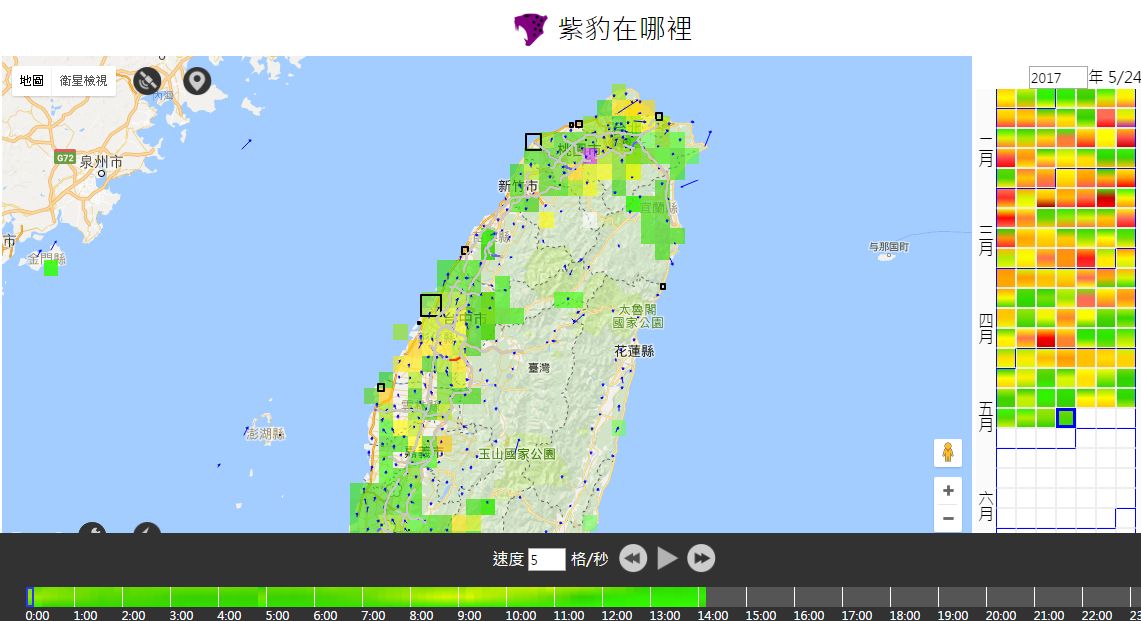 紫豹在哪裡
地圖 衛星檢視
2017 年 5/24
G72 泉州市
市
金門縣
桃園市
新竹市
宜蘭縣
与那国町
台中市
太魯閣
國家公園
花蓮縣
臺灣
澎湖縣
嘉義市
玉山國家公園
二月
三月
四月
五月
六月
速度 5 格/秒
0:00 1:00 2:00 3:00 4:00 5:00 6:00 7:00 8:00 9:00 10:00 11:00 12:00 13:00 14:00 15:00 16:00 17:00 18:00 19:00 20:00 21:00 22:00 23